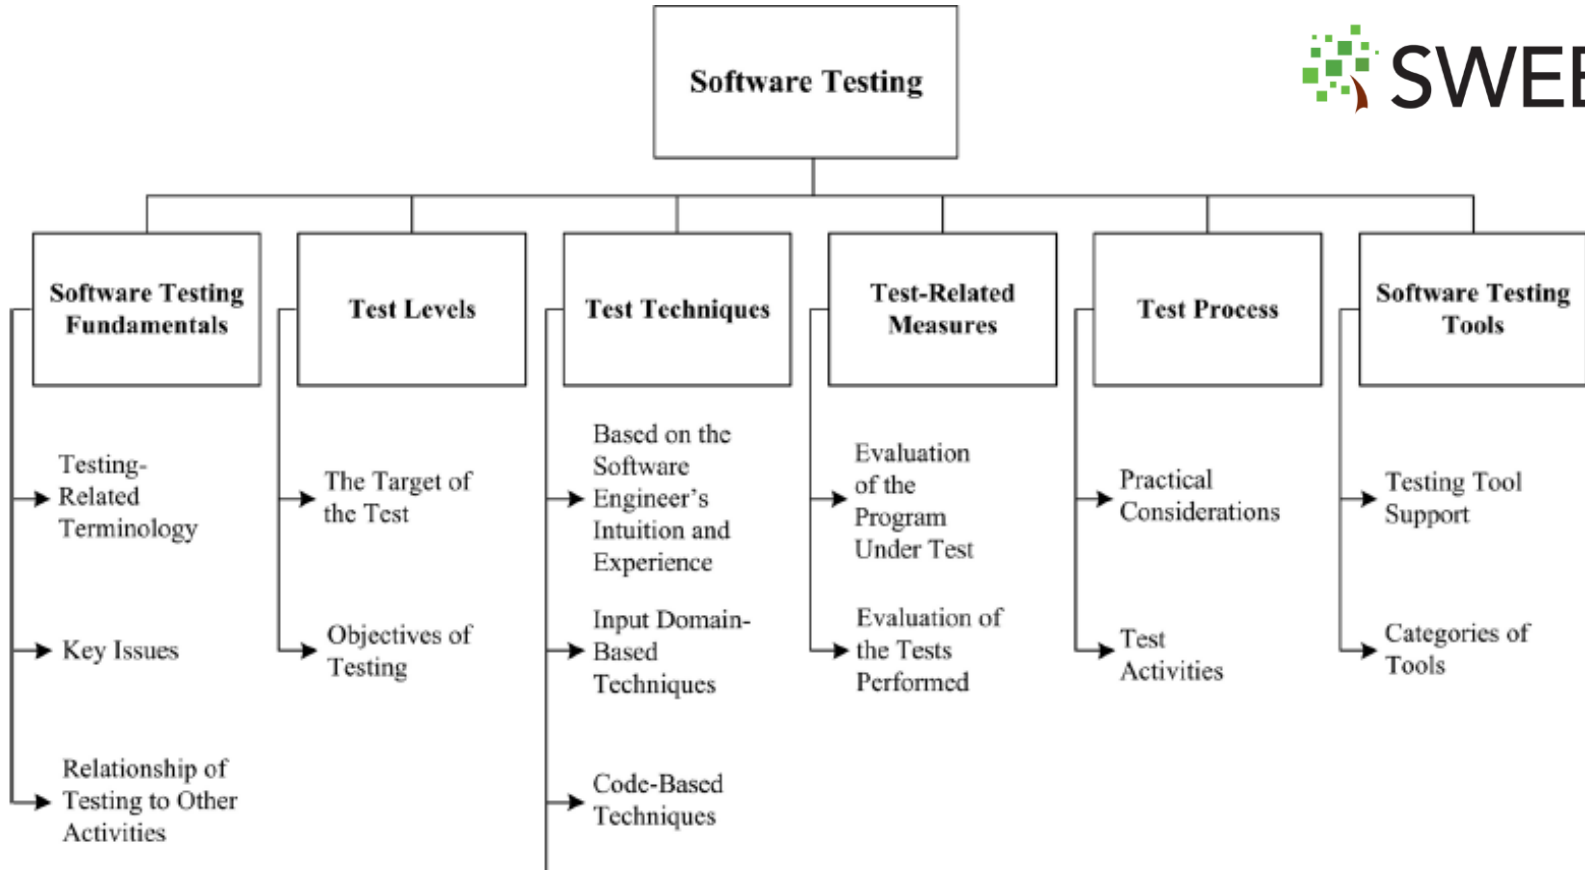 Software Testing
SWEB
Software Testing
Fundamentals
Test Levels
Test Techniques
Test-Related
Measures
Test Process
Software Testing
Tools
Testing-
Related
Terminology
Key Issues
Relationship of
Testing to Other
Activities
The Target of
the Test
Objectives of
Testing
Based on the
Software
Engineer’s
Intuition and
Experience
Input Domain-
Based
Techniques
Code-Based
Techniques
Evaluation
of the
Program
Under Test
Evaluation of
the Tests
Performed
Practical
Considerations
Test
Activities
Testing Tool
Support
Categories of
Tools